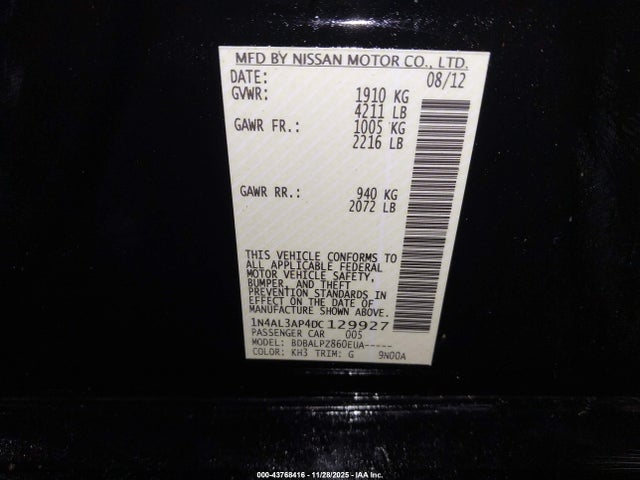 MFD BY NISSAN MOTOR CO., LTD.
DATE: 08/12
GVWR: 1910 KG
4211 LB
GAWR FR.: 1005 KG
2216 LB
GAWR RR.: 940 KG
2072 LB
THIS VEHICLE CONFORMS TO
ALL APPLICABLE FEDERAL
MOTOR VEHICLE SAFETY,
BUMPER, AND THEFT
PREVENTION STANDARDS IN
EFFECT ON THE DATE OF
MANUFACTURE SHOWN ABOVE.
1N4AL3AP4DC129927
PASSENGER CAR 005
MODEL: BDBALPZ860EUA-----
COLOR: KH3 TRIM: G 9N00A
000-43768416 - 11/28/2025 - IAA Inc.